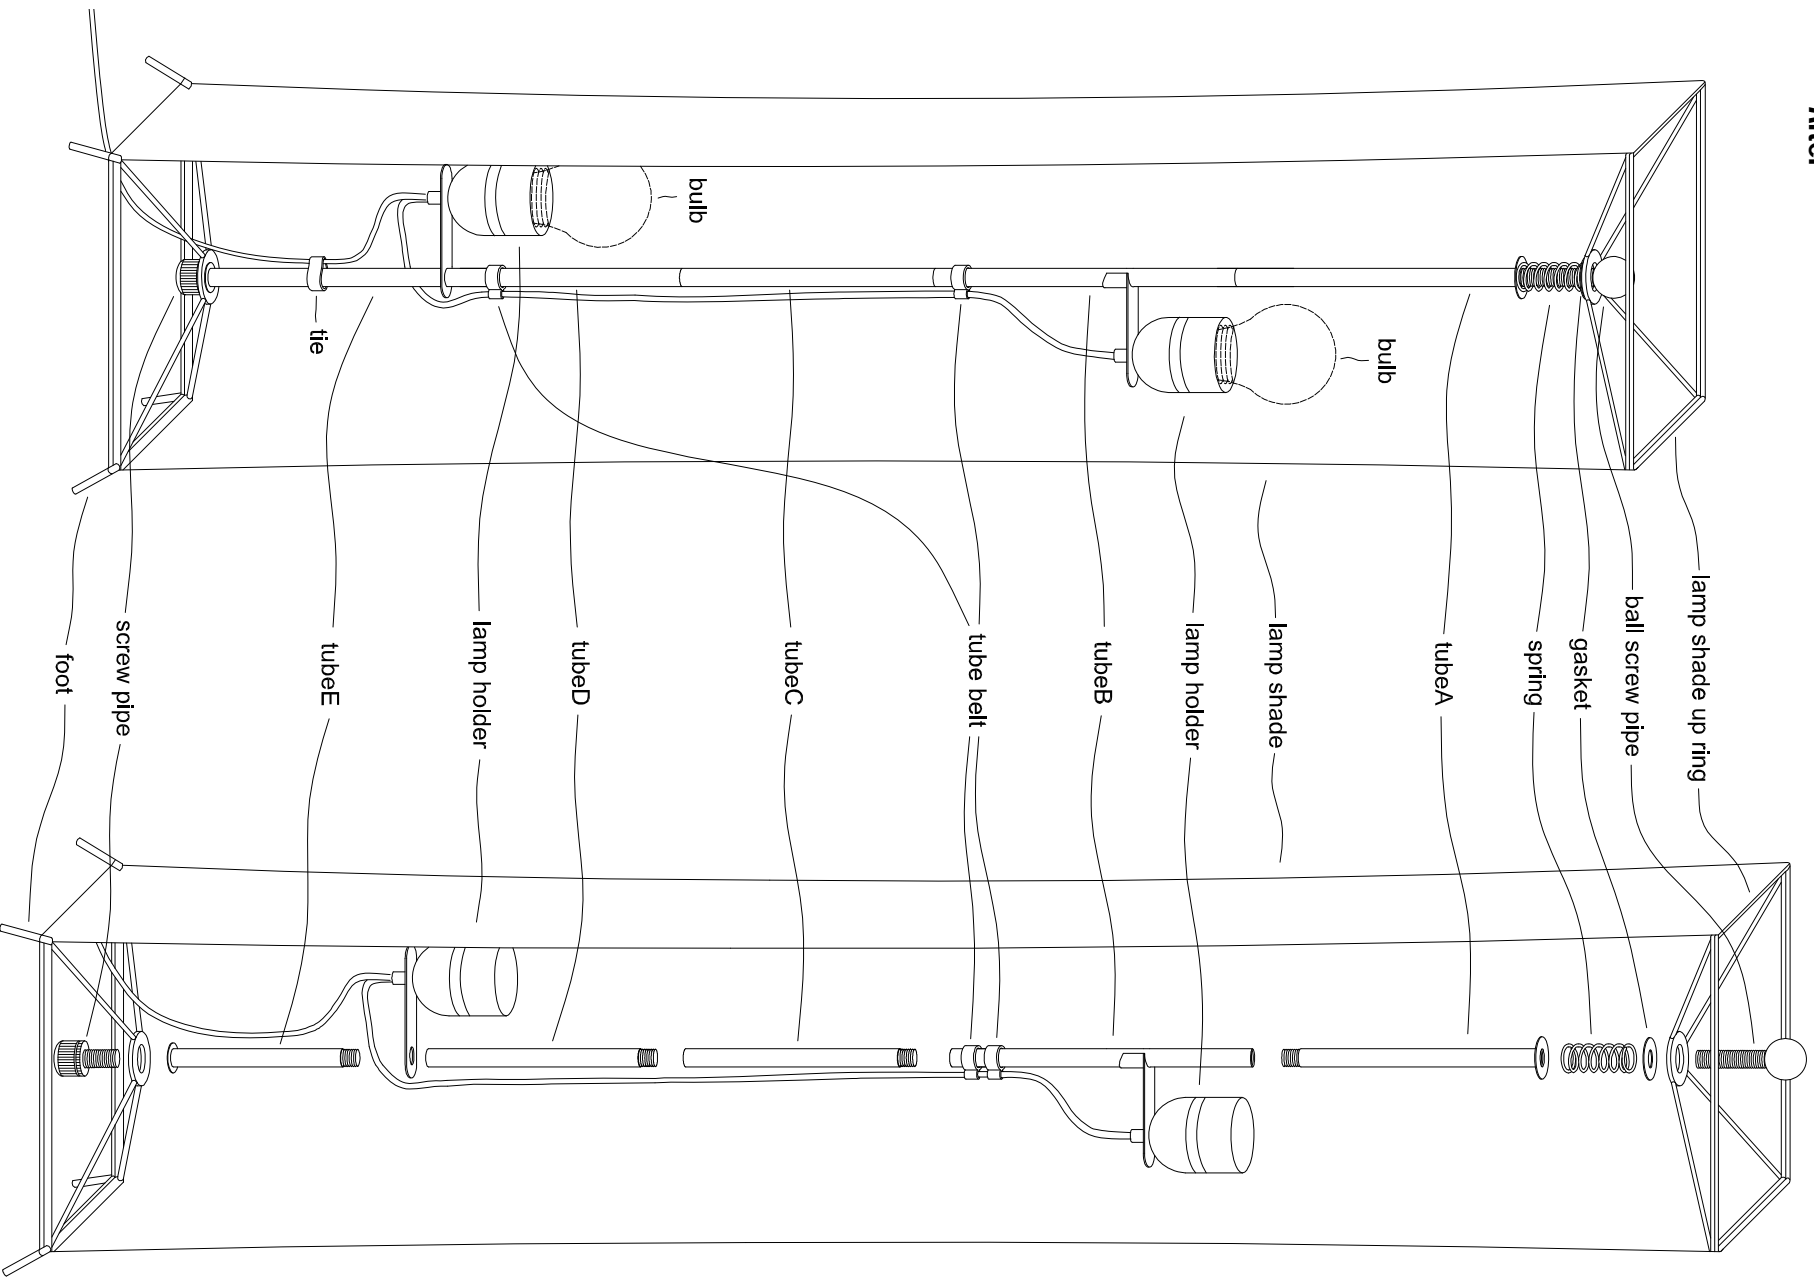 lamp shade up ring
ball screw pipe
gasket
spring
tubeA
bulb
lamp shade
lamp holder
tubeB
tube belt
tubeC
bulb
tubeD
lamp holder
tubeE
tie
screw pipe
foot